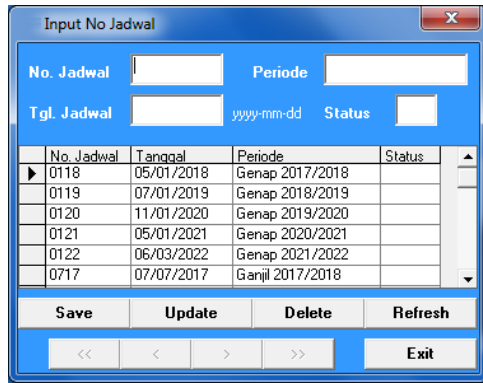 Input No Jadwal
No. Jadwal Periode
Tgl. Jadwal yyyy-mm-dd Status
No. Jadwal Tanggal Periode Status
0118 05/01/2018 Genap 2017/2018
0119 07/01/2019 Genap 2018/2019
0120 11/01/2020 Genap 2019/2020
0121 05/01/2021 Genap 2020/2021
0122 06/03/2022 Genap 2021/2022
0717 07/07/2017 Ganjil 2017/2018
Save Update Delete Refresh
<< < > >> Exit